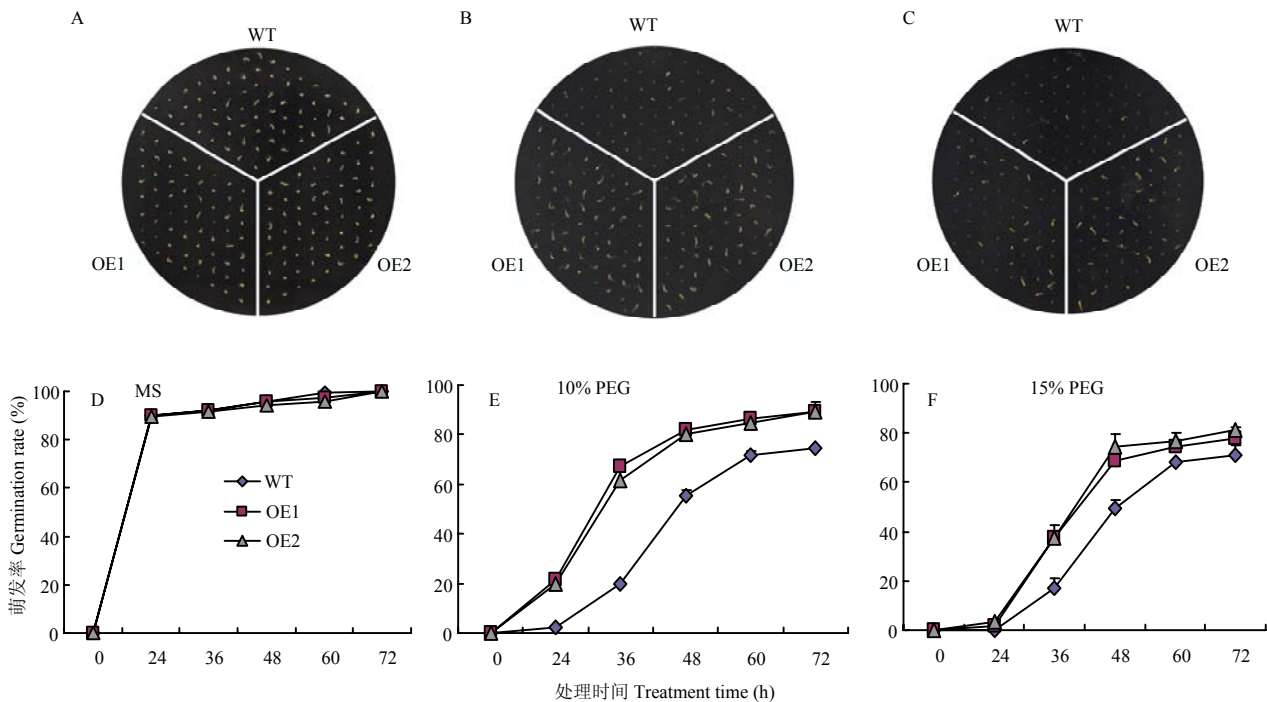 A
B
C
WT
WT
WT
OE1
OE2
OE1
OE2
OE1
OE2
D
MS
E
10% PEG
F
15% PEG
萌发率 Germination rate (%)
100
80
60
40
20
0
WT
OE1
OE2
100
80
60
40
20
0
100
80
60
40
20
0
0 24 36 48 60 72
0 24 36 48 60 72
0 24 36 48 60 72
处理时间 Treatment time (h)